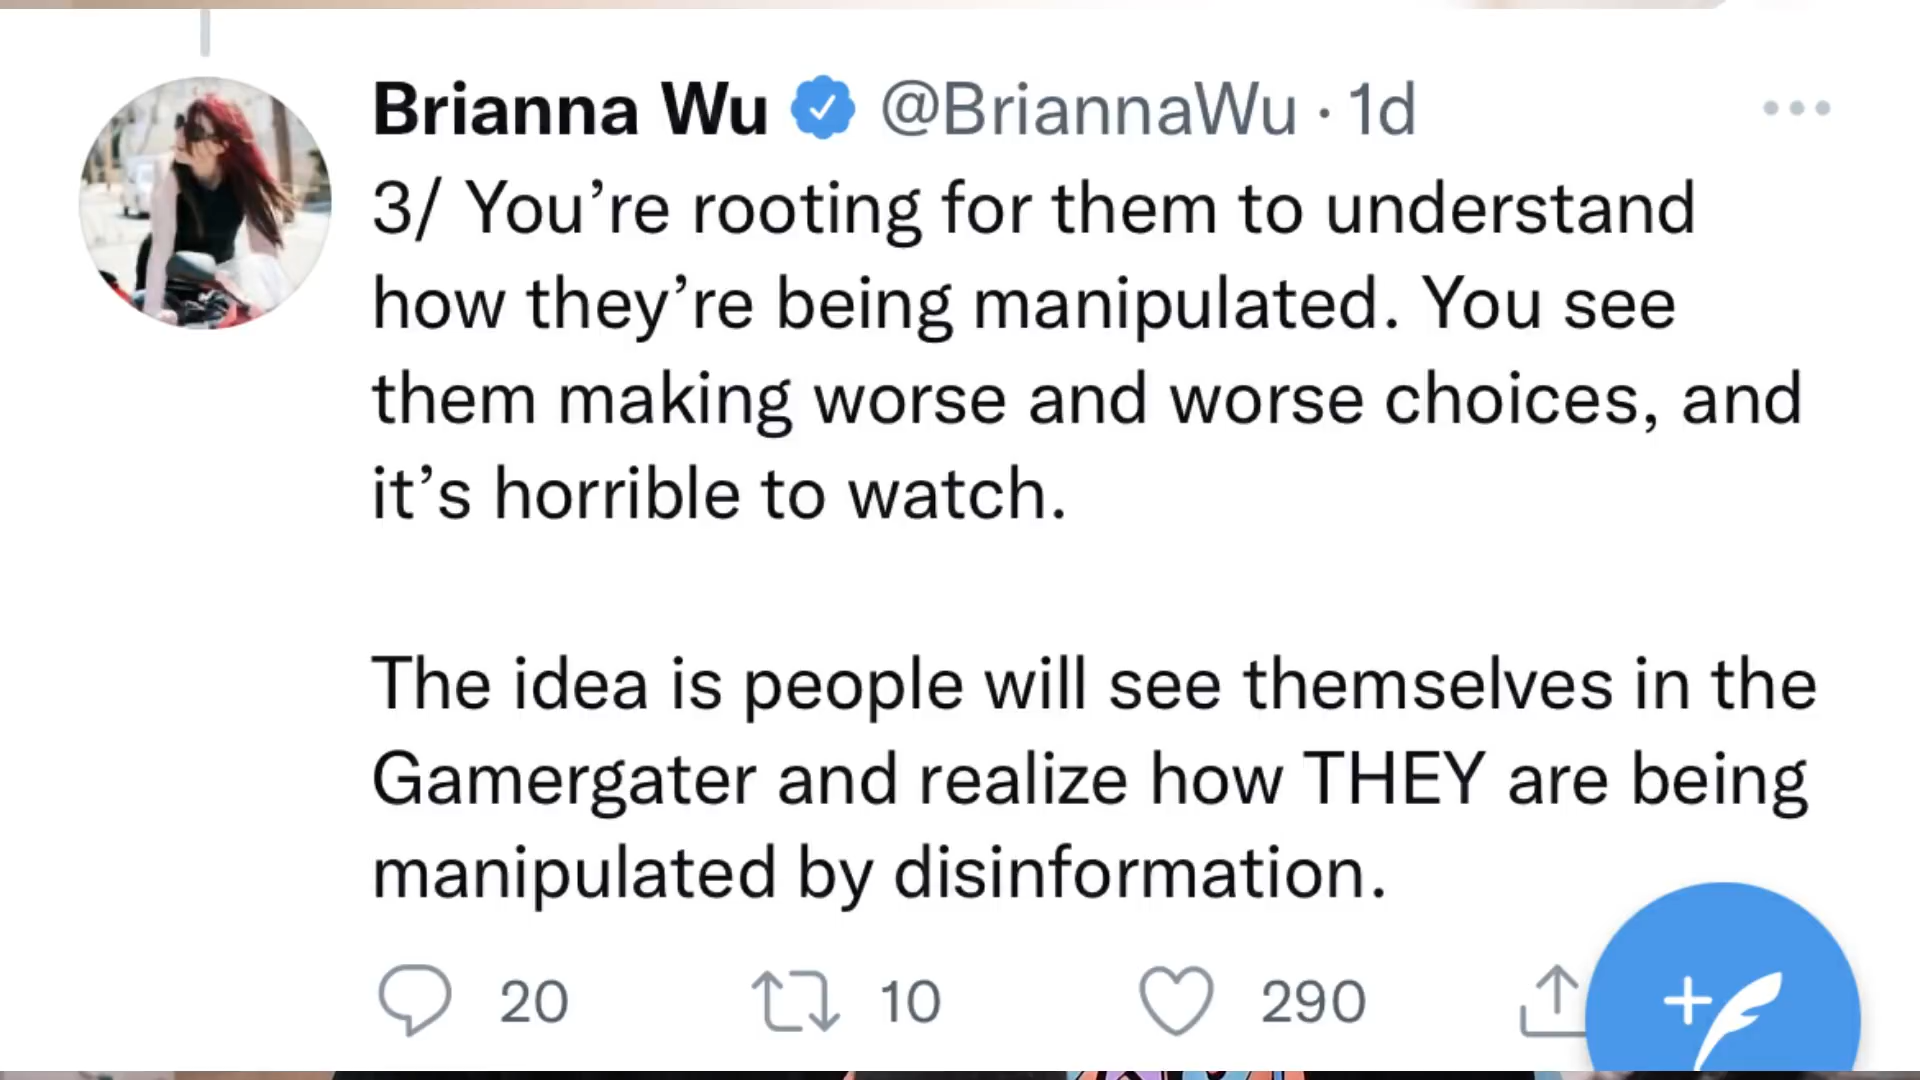 Brianna Wu @BriannaWu · 1d
3/ You’re rooting for them to understand
how they’re being manipulated. You see
them making worse and worse choices, and
it’s horrible to watch.
The idea is people will see themselves in the
Gamergater and realize how THEY are being
manipulated by disinformation.
20 10 290